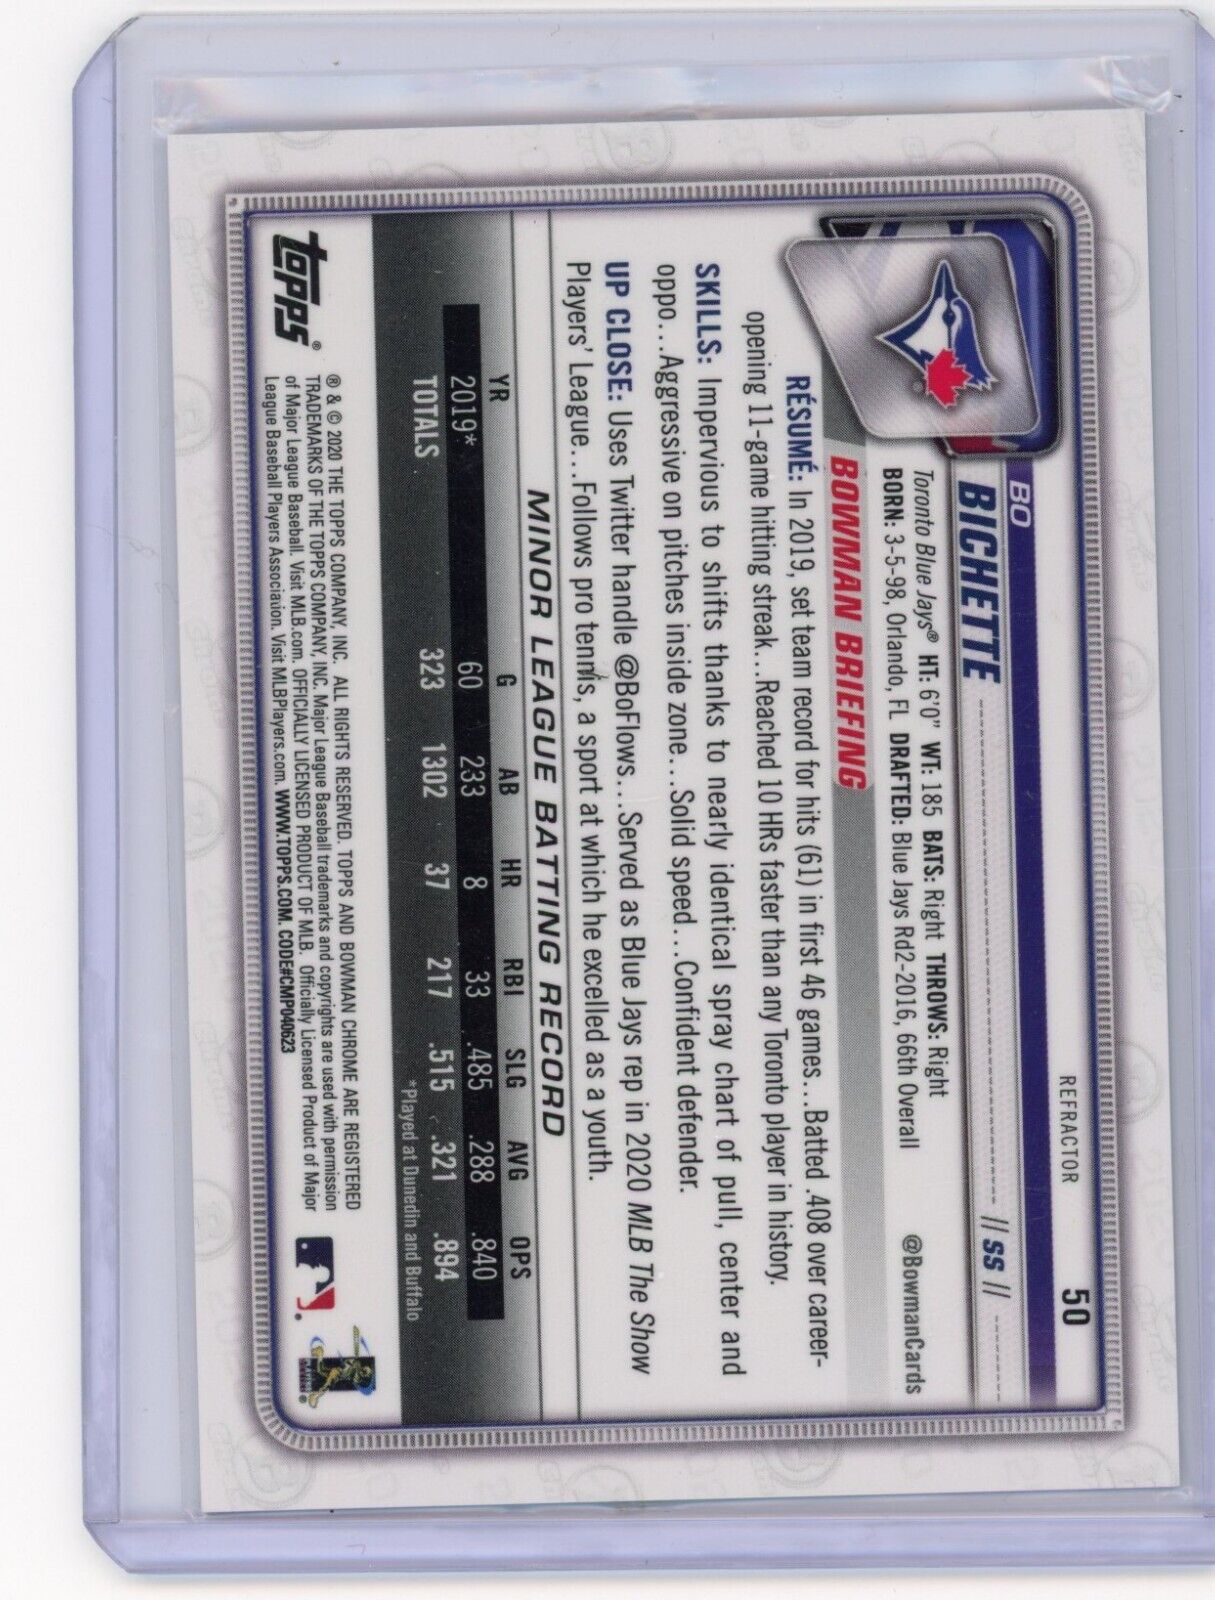 REFRACTOR
50
BO
BICHETTE
// SS //
Toronto Blue Jays® HT: 6'0" WT: 185 BATS: Right THROWS: Right
BORN: 3-5-98, Orlando, FL DRAFTED: Blue Jays Rd2-2016, 66th Overall
@BowmanCards
BOWMAN BRIEFING
RÉSUMÉ: In 2019, set team record for hits (61) in first 46 games...Batted .408 over career-
opening 11-game hitting streak...Reached 10 HRs faster than any Toronto player in history.
SKILLS: Impervious to shifts thanks to nearly identical spray chart of pull, center and
oppo...Aggressive on pitches inside zone...Solid speed...Confident defender.
UP CLOSE: Uses Twitter handle @BoFlows...Served as Blue Jays rep in 2020 MLB The Show
Players' League...Follows pro tennis, a sport at which he excelled as a youth.
MINOR LEAGUE BATTING RECORD
YR G AB HR RBI SLG AVG OPS
2019* 60 233 8 33 .485 .288 .840
TOTALS 323 1302 37 217 .515 .321 .894
*Played at Dunedin and Buffalo
topps®
® & © 2020 THE TOPPS COMPANY, INC. ALL RIGHTS RESERVED. TOPPS AND BOWMAN CHROME ARE REGISTERED
TRADEMARKS OF THE TOPPS COMPANY, INC. Major League Baseball trademarks and copyrights are used with permission
of Major League Baseball. Visit MLB.com. OFFICIALLY LICENSED PRODUCT OF MLB. Officially Licensed Product of Major
League Baseball Players Association. Visit MLBPlayers.com. WWW.TOPPS.COM. CODE#CMP040623